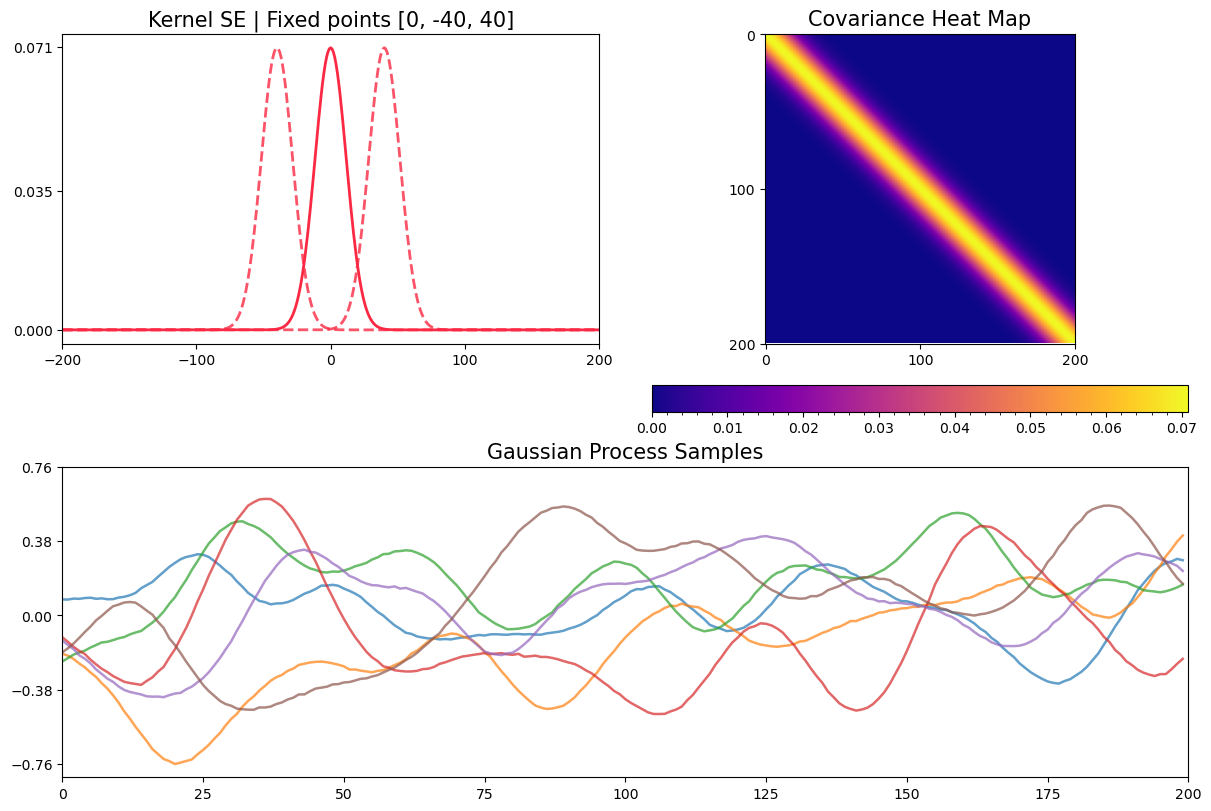 Kernel SE | Fixed points [0, -40, 40]
0.071
0.035
0.000
−200 −100 0 100 200
Covariance Heat Map
0
100
200
0 100 200
0.00 0.01 0.02 0.03 0.04 0.05 0.06 0.07
Gaussian Process Samples
0.76
0.38
0.00
−0.38
−0.76
0 25 50 75 100 125 150 175 200